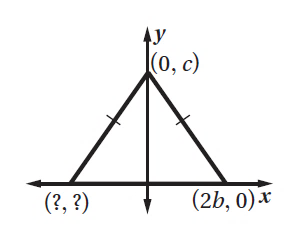 y
(0, c)
(?, ?)
(2b, 0) x